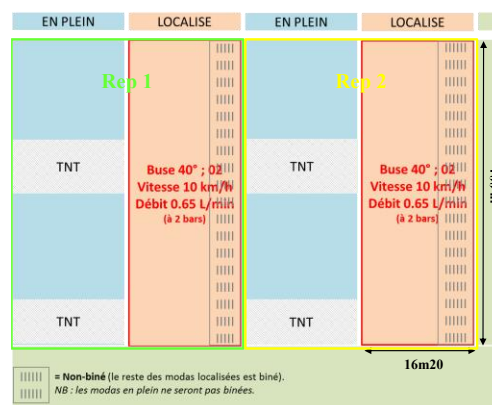 EN PLEIN LOCALISE EN PLEIN LOCALISE
Rep 1 Rep 2
TNT TNT
Buse 40° ; 02
Vitesse 10 km/h
Débit 0.65 L/min
(à 2 bars)
Buse 40° ; 02
Vitesse 10 km/h
Débit 0.65 L/min
(à 2 bars)
TNT TNT
16m20
= Non-biné (le reste des modas localisées est biné).
NB : les modas en plein ne seront pas binées.